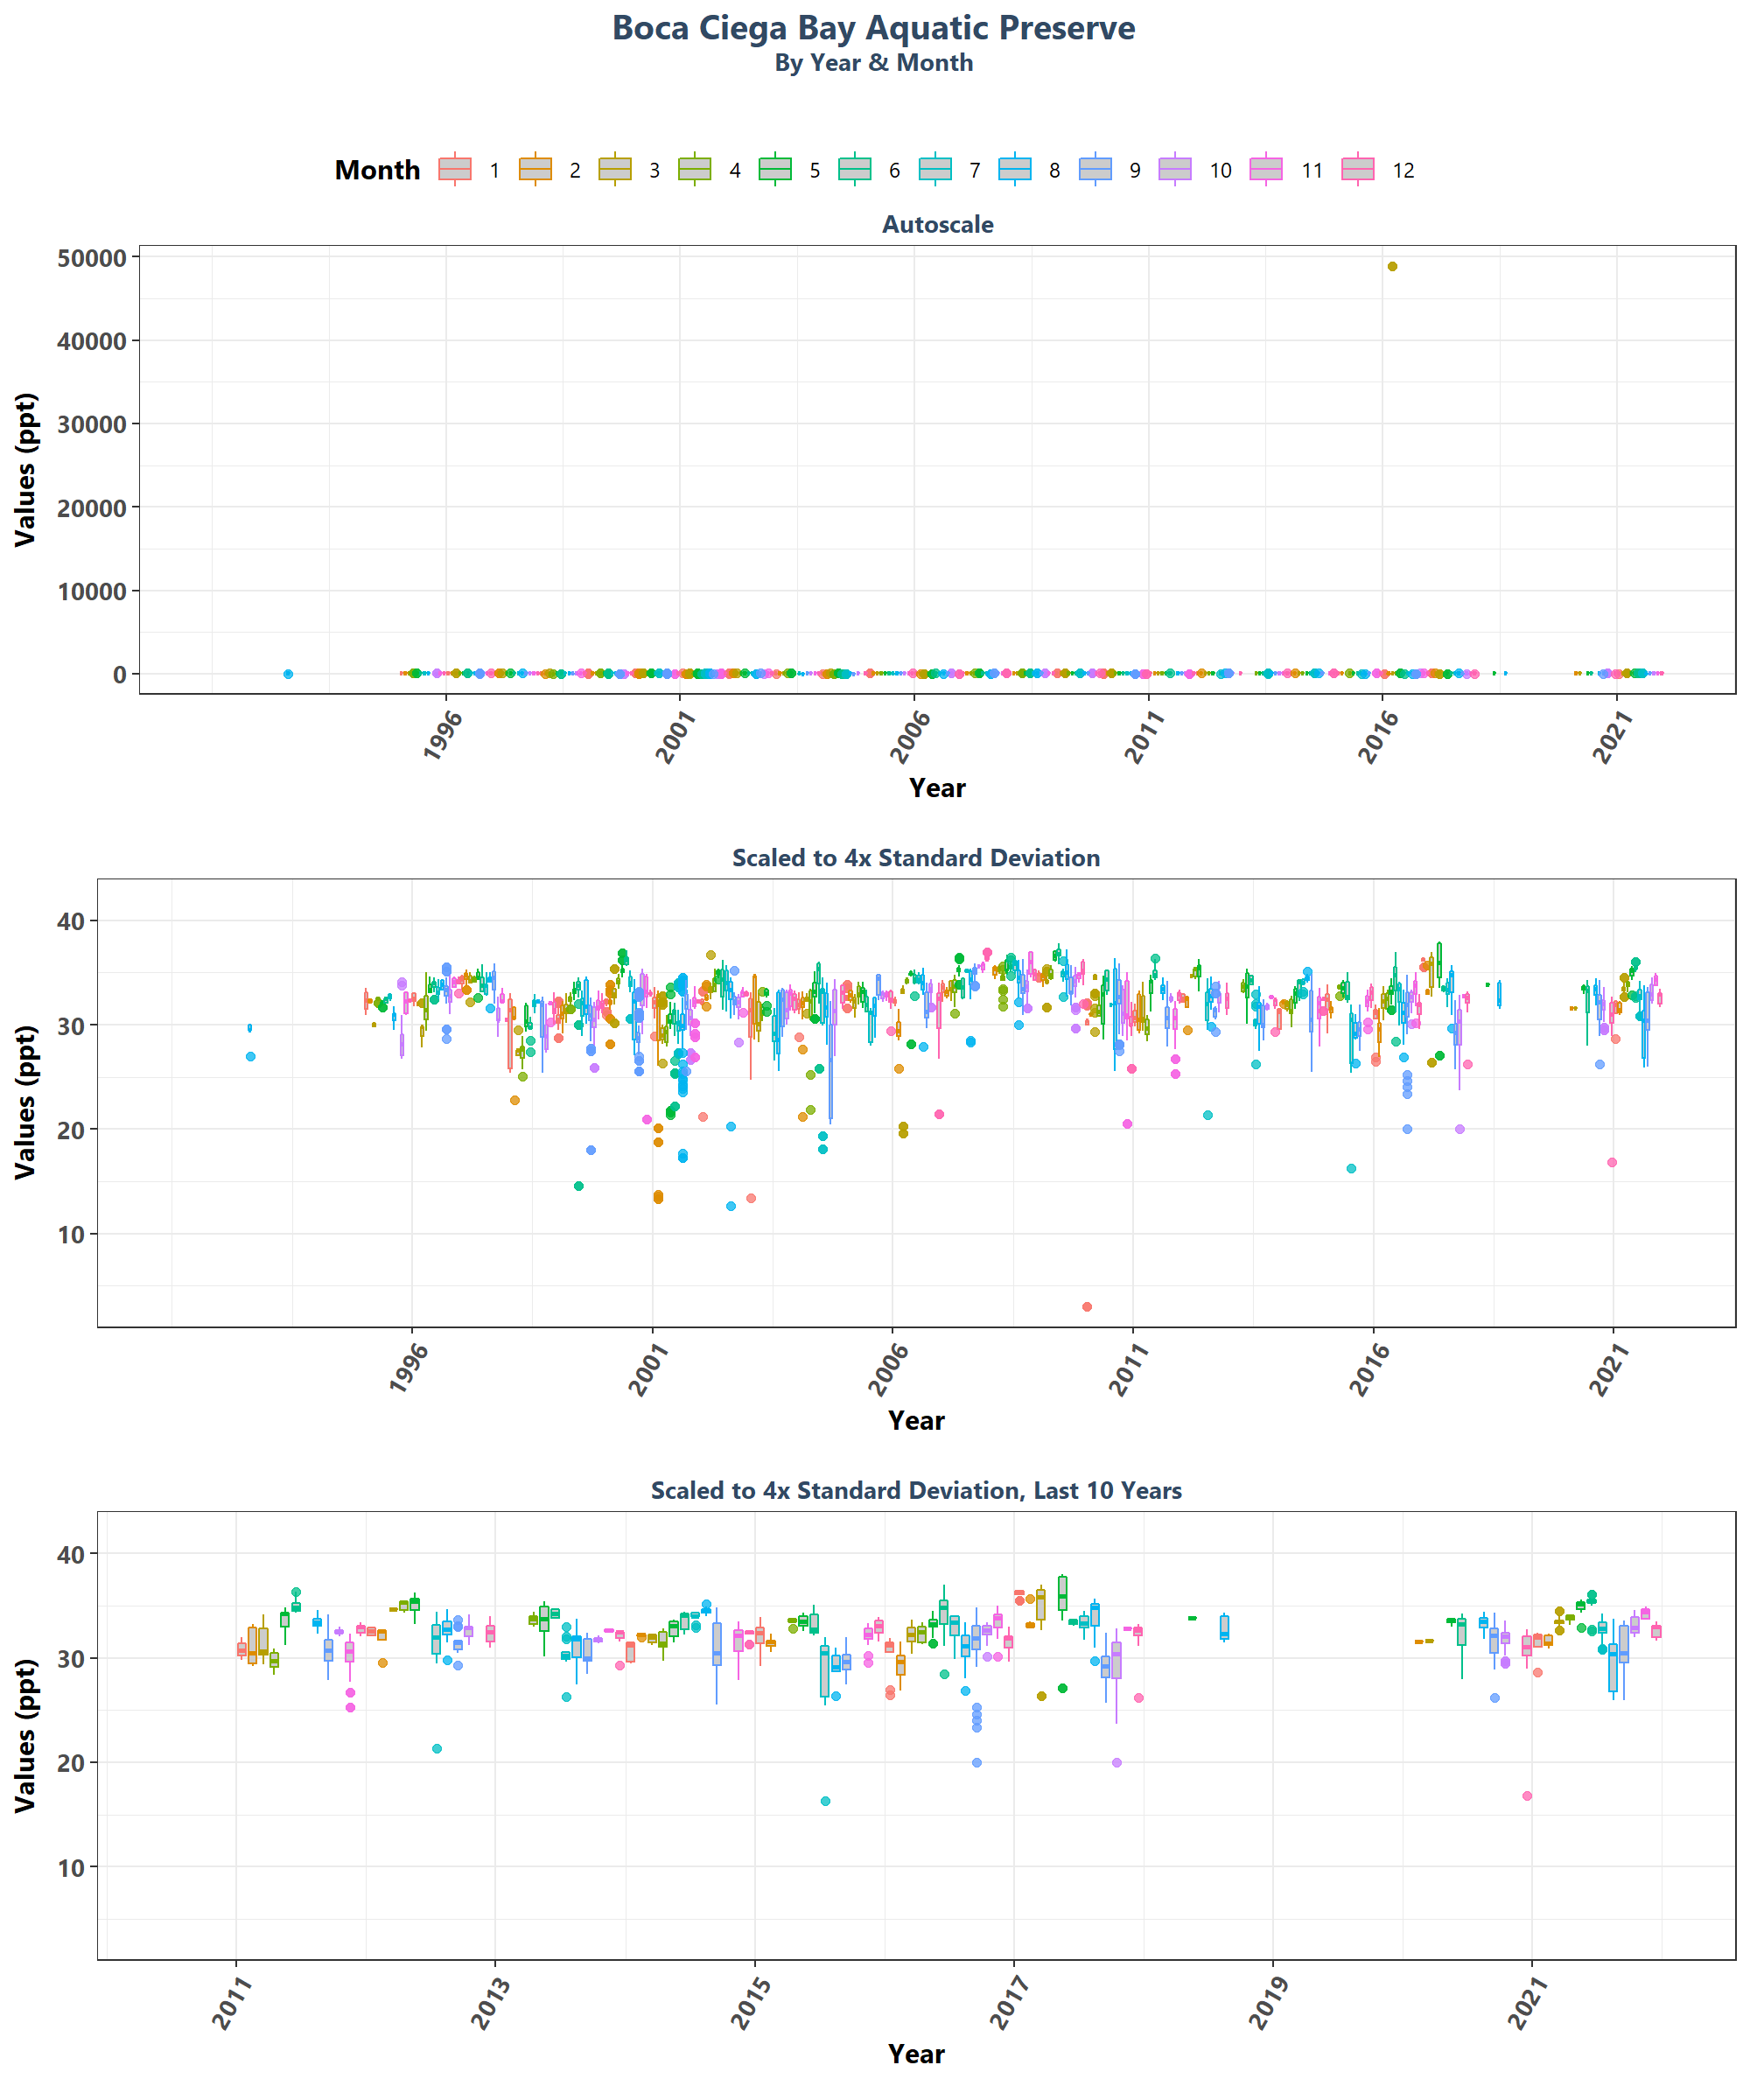 Boca Ciega Bay Aquatic Preserve
By Year & Month
Month 1 2 3 4 5 6 7 8 9 10 11 12
Autoscale
50000
40000
30000
20000
10000
0
Values (ppt)
1996 2001 2006 2011 2016 2021
Year
Scaled to 4x Standard Deviation
40
30
20
10
Values (ppt)
1996 2001 2006 2011 2016 2021
Year
Scaled to 4x Standard Deviation, Last 10 Years
40
30
20
10
Values (ppt)
2011 2013 2015 2017 2019 2021
Year